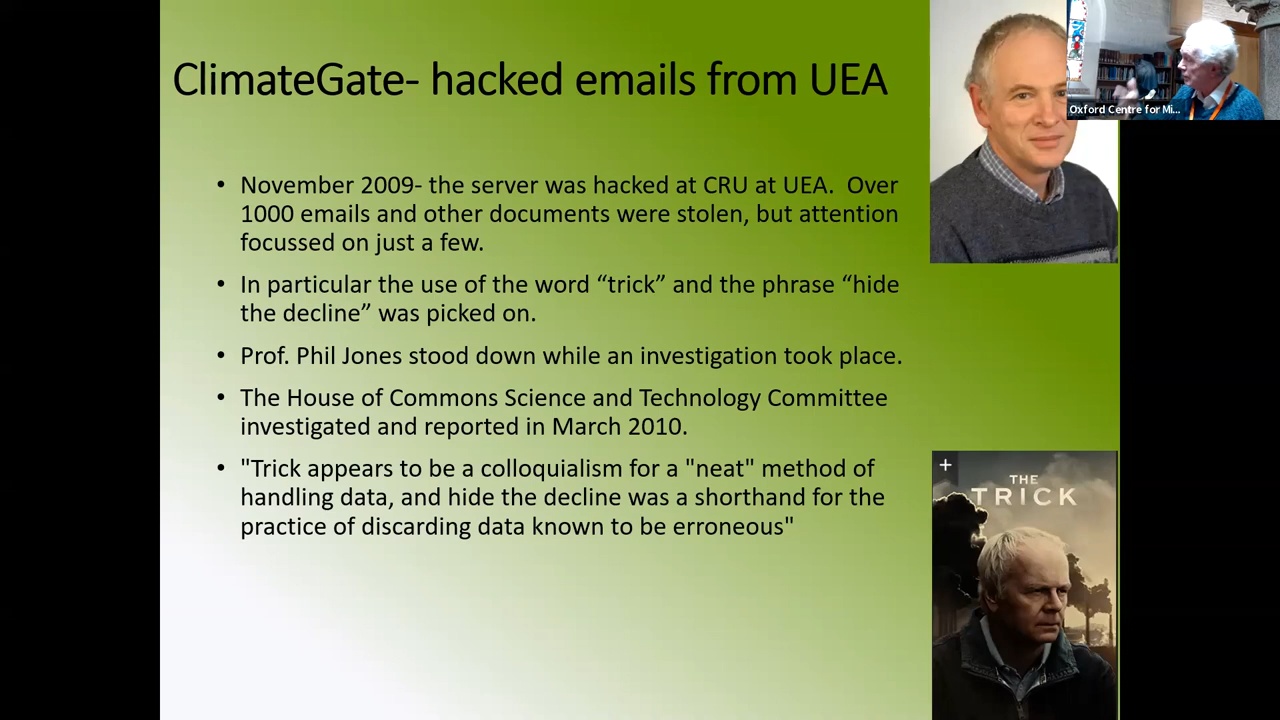 ClimateGate- hacked emails from UEA
• November 2009- the server was hacked at CRU at UEA.  Over
1000 emails and other documents were stolen, but attention
focussed on just a few.
• In particular the use of the word “trick” and the phrase “hide
the decline” was picked on.
• Prof. Phil Jones stood down while an investigation took place.
• The House of Commons Science and Technology Committee
investigated and reported in March 2010.
• "Trick appears to be a colloquialism for a "neat" method of
handling data, and hide the decline was a shorthand for the
practice of discarding data known to be erroneous"
Oxford Centre for Mi...
+
THE
TRICK